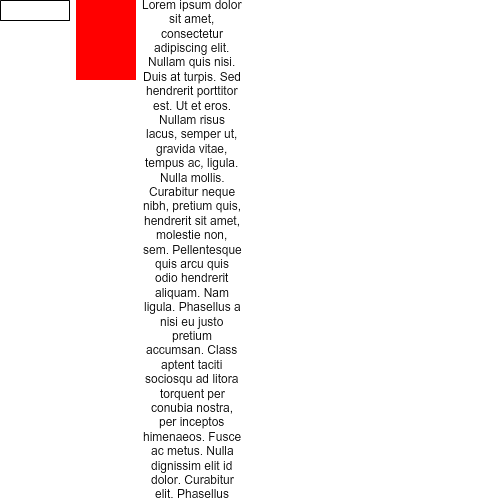 Lorem ipsum dolor
sit amet,
consectetur
adipiscing elit.
Nullam quis nisi.
Duis at turpis. Sed
hendrerit porttitor
est. Ut et eros.
Nullam risus
lacus, semper ut,
gravida vitae,
tempus ac, ligula.
Nulla mollis.
Curabitur neque
nibh, pretium quis,
hendrerit sit amet,
molestie non,
sem. Pellentesque
quis arcu quis
odio hendrerit
aliquam. Nam
ligula. Phasellus a
nisi eu justo
pretium
accumsan. Class
aptent taciti
sociosqu ad litora
torquent per
conubia nostra,
per inceptos
himenaeos. Fusce
ac metus. Nulla
dignissim elit id
dolor. Curabitur
elit. Phasellus